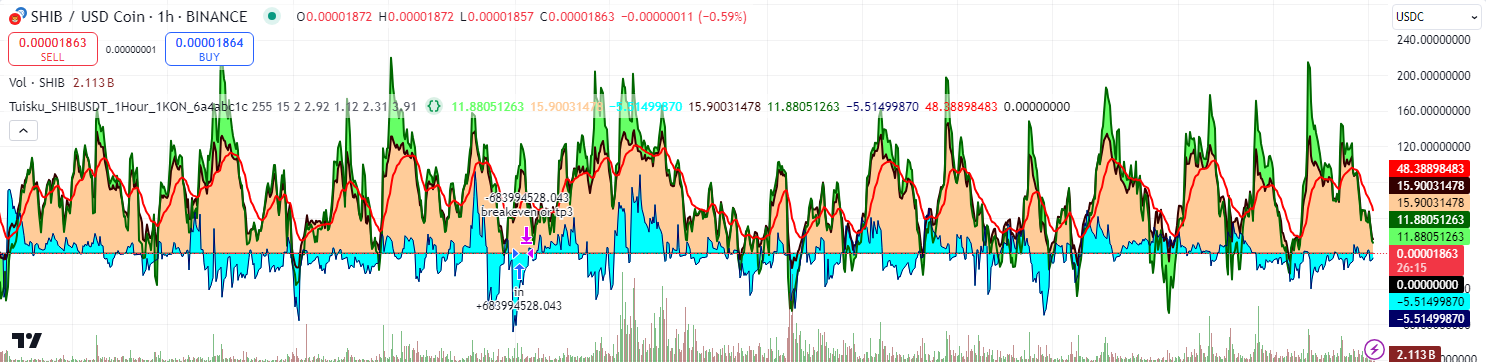 SHIB / USD Coin · 1h · BINANCE O0.00001872 H0.00001872 L0.00001857 C0.00001863 −0.00000011 (−0.59%)
USDC
0.00001863 SELL
0.00000001
0.00001864 BUY
Vol · SHIB 2.113 B
Tuisku_SHIBUSDT_1Hour_1KON_6a4abc1c 255 15 2 2.92 1.12 2.31 3.91 {} 11.88051263 15.90031478 −5.51499870 15.90031478 11.88051263 −5.51499870 48.38898483 0.00000000
240.00000000
200.00000000
160.00000000
120.00000000
48.38898483
15.90031478
15.90031478
11.88051263
11.88051263
0.00001863
26:15
0.00000000
−5.51499870
−5.51499870
2.113 B
-683994528.043
breakeven or tp3
in
+683994528.043